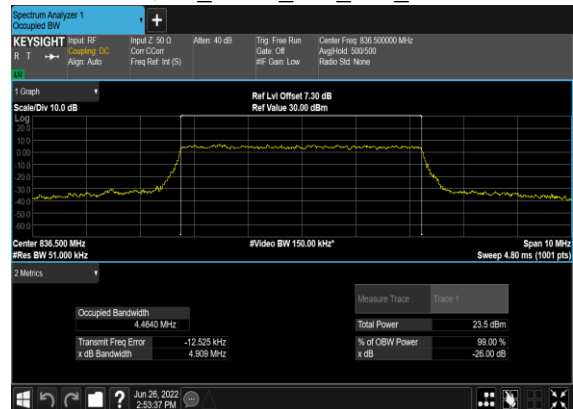 Spectrum Analyzer 1
Occupied BW
+
KEYSIGHT
R T
LXI
Input: RF
Coupling: DC
Align: Auto
Input Z: 50 Ω
Corr CCorr
Freq Ref: Int (S)
Atten: 40 dB
Trig: Free Run
Gate: Off
#IF Gain: Low
Center Freq: 836.500000 MHz
Avg|Hold: 500/500
Radio Std: None
1 Graph
Scale/Div 10.0 dB
Ref Lvl Offset 7.30 dB
Ref Value 30.00 dBm
Log
20.0
10.0
0.00
-10.0
-20.0
-30.0
-40.0
-50.0
-60.0
Center 836.500 MHz
#Res BW 51.000 kHz
#Video BW 150.00 kHz*
Span 10 MHz
Sweep 4.80 ms (1001 pts)
2 Metrics
Measure Trace Trace 1
Occupied Bandwidth
4.4640 MHz
Total Power 23.5 dBm
Transmit Freq Error -12.525 kHz
% of OBW Power 99.00 %
x dB Bandwidth 4.909 MHz
x dB -26.00 dB
?
Jun 26, 2022
2:53:37 PM